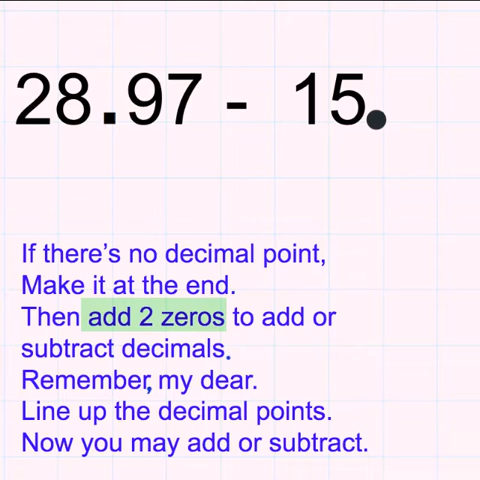 28.97 - 15.
If there’s no decimal point,
Make it at the end.
Then add 2 zeros to add or
subtract decimals.
Remember, my dear.
Line up the decimal points.
Now you may add or subtract.